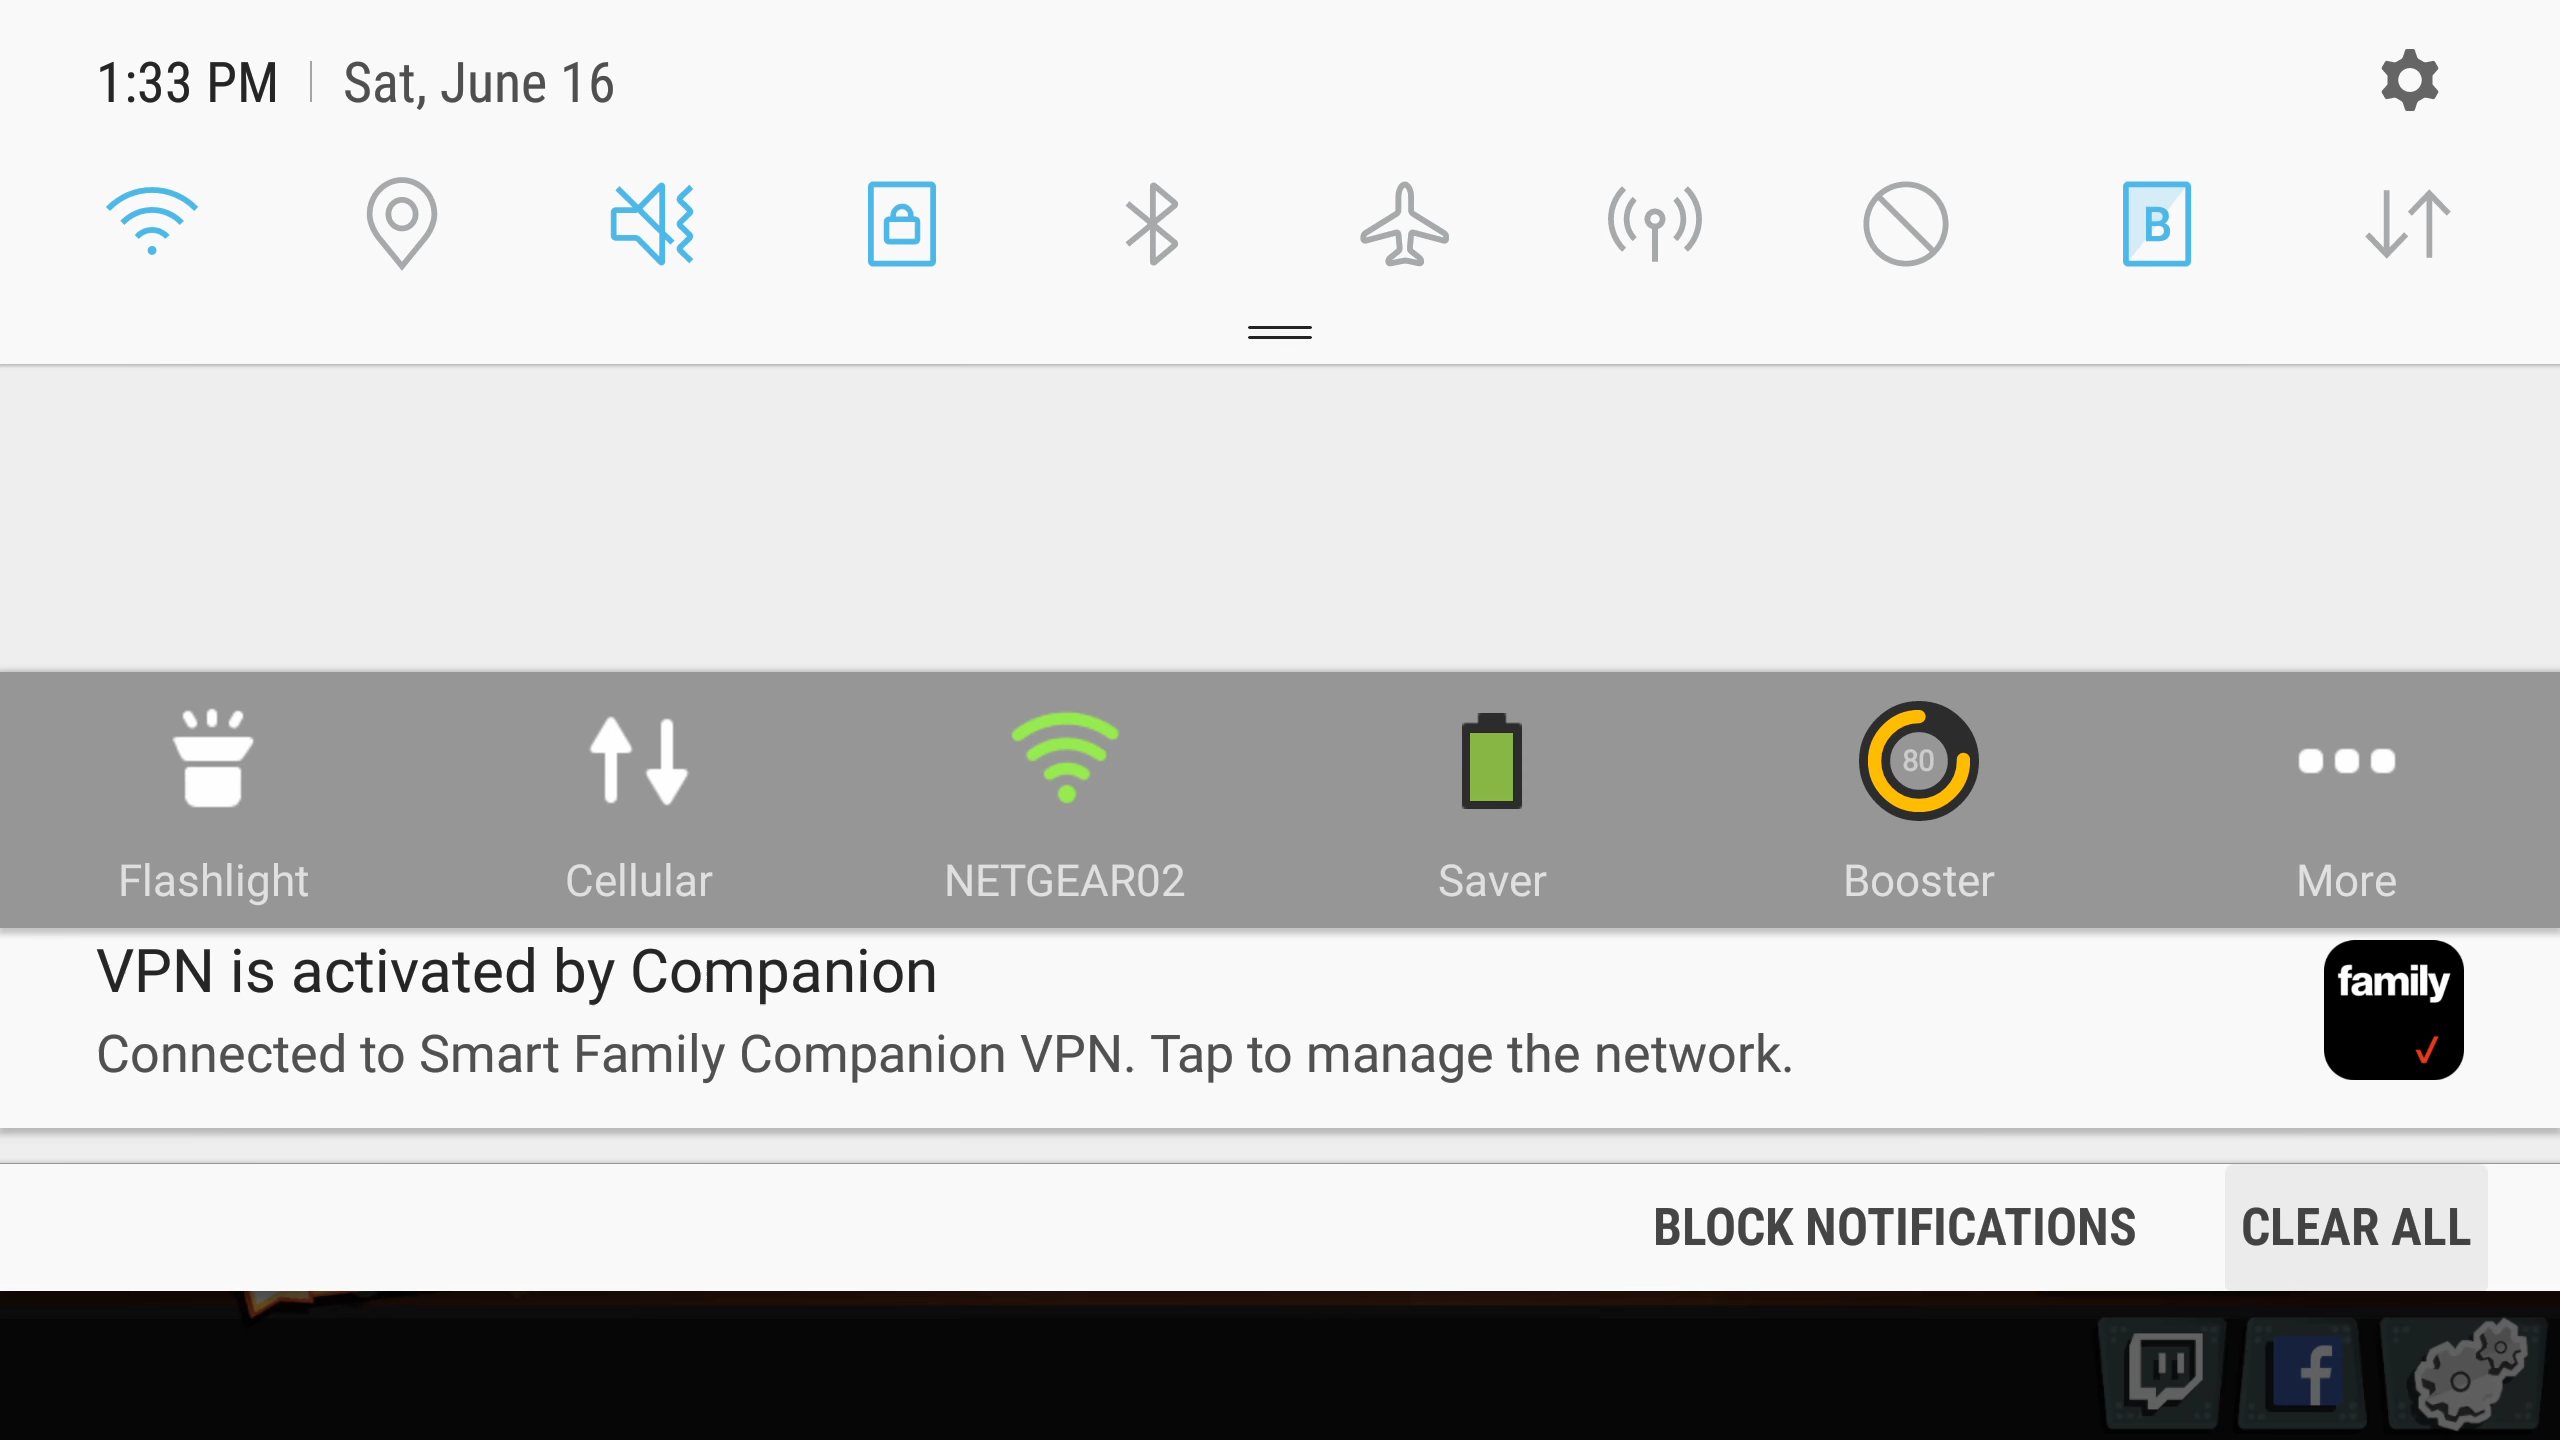 1:33 PM | Sat, June 16
B
80
Flashlight Cellular NETGEAR02 Saver Booster More
VPN is activated by Companion
family
Connected to Smart Family Companion VPN. Tap to manage the network.
BLOCK NOTIFICATIONS CLEAR ALL
f